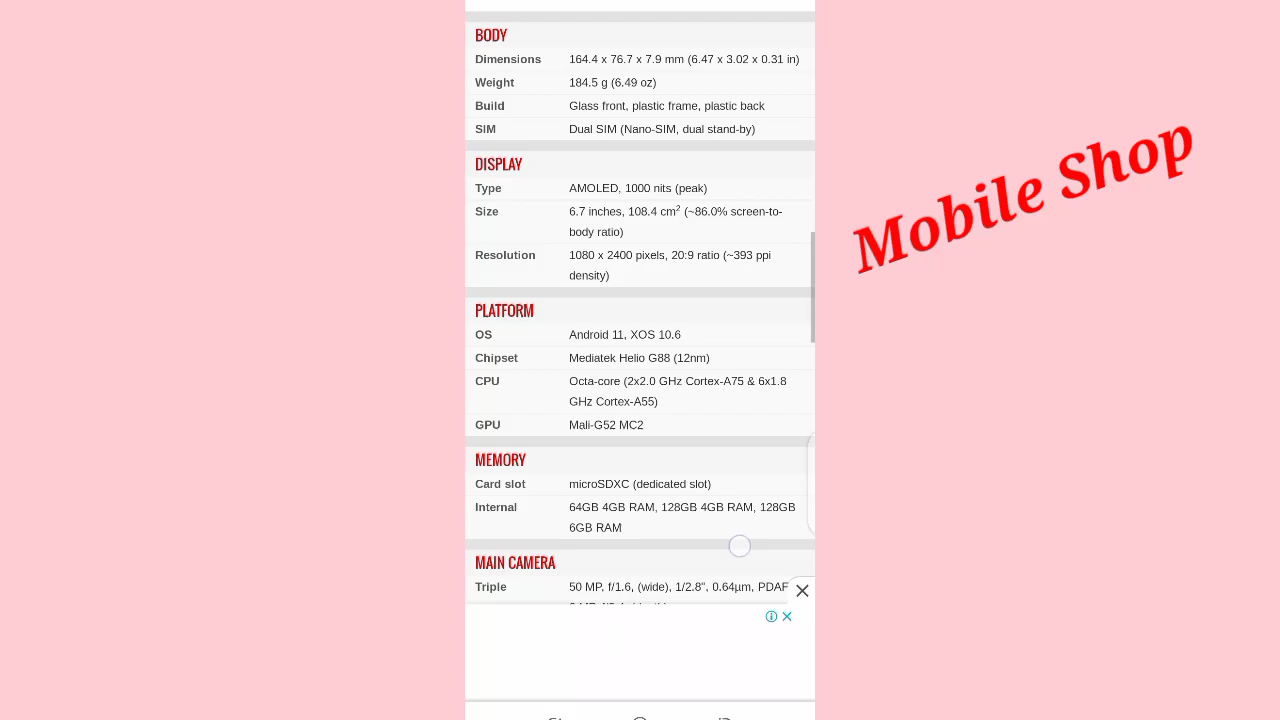 BODY
Dimensions 164.4 x 76.7 x 7.9 mm (6.47 x 3.02 x 0.31 in)
Weight 184.5 g (6.49 oz)
Build Glass front, plastic frame, plastic back
SIM Dual SIM (Nano-SIM, dual stand-by)
DISPLAY
Type AMOLED, 1000 nits (peak)
Size 6.7 inches, 108.4 cm² (~86.0% screen-to-
body ratio)
Resolution 1080 x 2400 pixels, 20:9 ratio (~393 ppi
density)
PLATFORM
OS Android 11, XOS 10.6
Chipset Mediatek Helio G88 (12nm)
CPU Octa-core (2x2.0 GHz Cortex-A75 & 6x1.8
GHz Cortex-A55)
GPU Mali-G52 MC2
MEMORY
Card slot microSDXC (dedicated slot)
Internal 64GB 4GB RAM, 128GB 4GB RAM, 128GB
6GB RAM
MAIN CAMERA
Triple 50 MP, f/1.6, (wide), 1/2.8", 0.64µm, PDAF
Mobile Shop